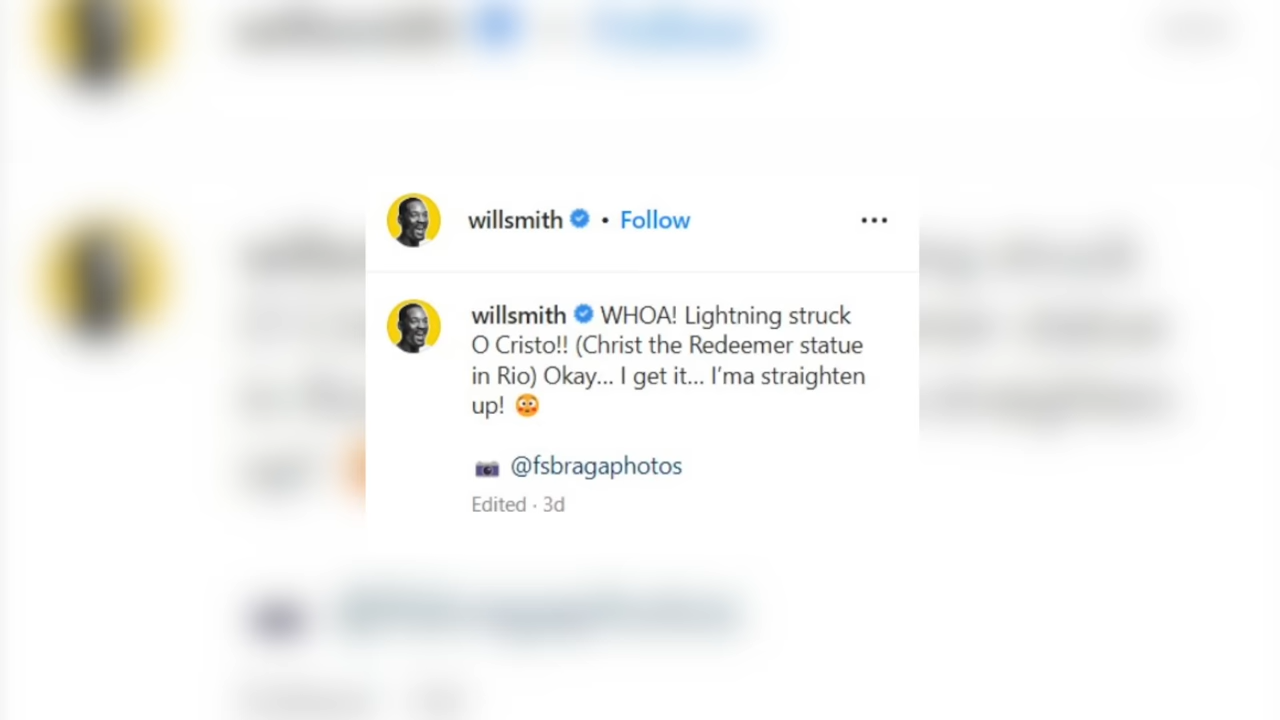 willsmith • Follow
willsmith WHOA! Lightning struck
O Cristo!! (Christ the Redeemer statue
in Rio) Okay... I get it... I'ma straighten
up! 😳
📷 @fsbragaphotos
Edited · 3d